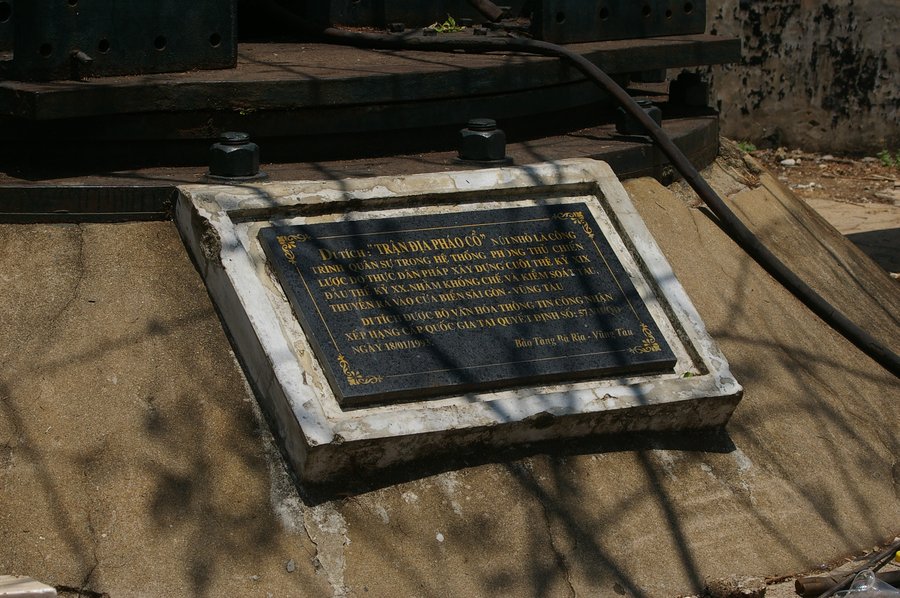 DI TÍCH: "TRẬN ĐỊA PHÁO CỔ" NÚI NHỎ LÀ CÔNG
TRÌNH QUÂN SỰ TRONG HỆ THỐNG PHÒNG THỦ CHIẾN
LƯỢC DO THỰC DÂN PHÁP XÂY DỰNG CUỐI THẾ KỶ XIX
ĐẦU THẾ KỶ XX. NHẰM KHỐNG CHẾ VÀ KIỂM SOÁT TÀU,
THUYỀN RA VÀO CỬA BIỂN SÀI GÒN - VŨNG TÀU
DI TÍCH ĐƯỢC BỘ VĂN HÓA THÔNG TIN CÔNG NHẬN
XẾP HẠNG CẤP QUỐC GIA TẠI QUYẾT ĐỊNH SỐ:
NGÀY
Bảo Tàng Bà Rịa - Vũng Tàu